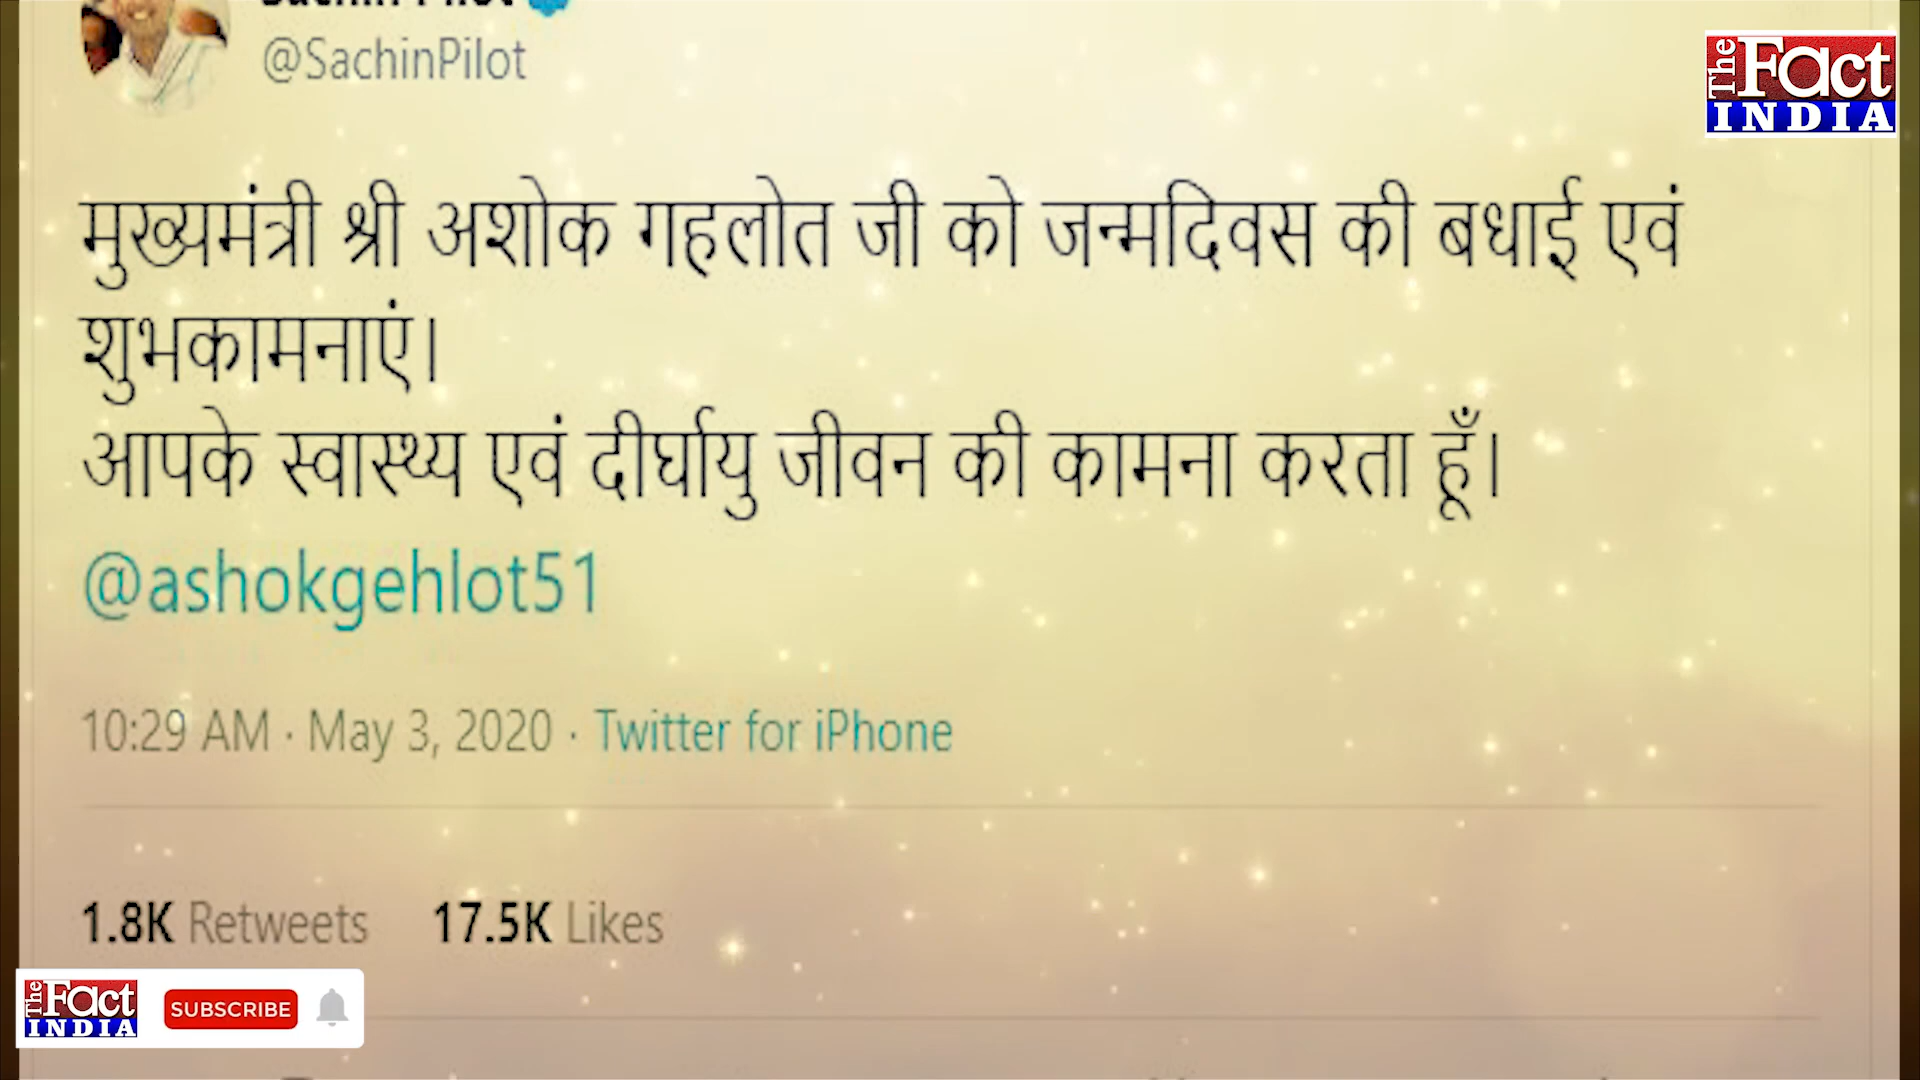 Sachin Pilot
@SachinPilot
The Fact
INDIA
मुख्यमंत्री श्री अशोक गहलोत जी को जन्मदिवस की बधाई एवं
शुभकामनाएं।
आपके स्वास्थ्य एवं दीर्घायु जीवन की कामना करता हूँ।
@ashokgehlot51
10:29 AM · May 3, 2020 · Twitter for iPhone
1.8K Retweets 17.5K Likes
The Fact
INDIA
SUBSCRIBE